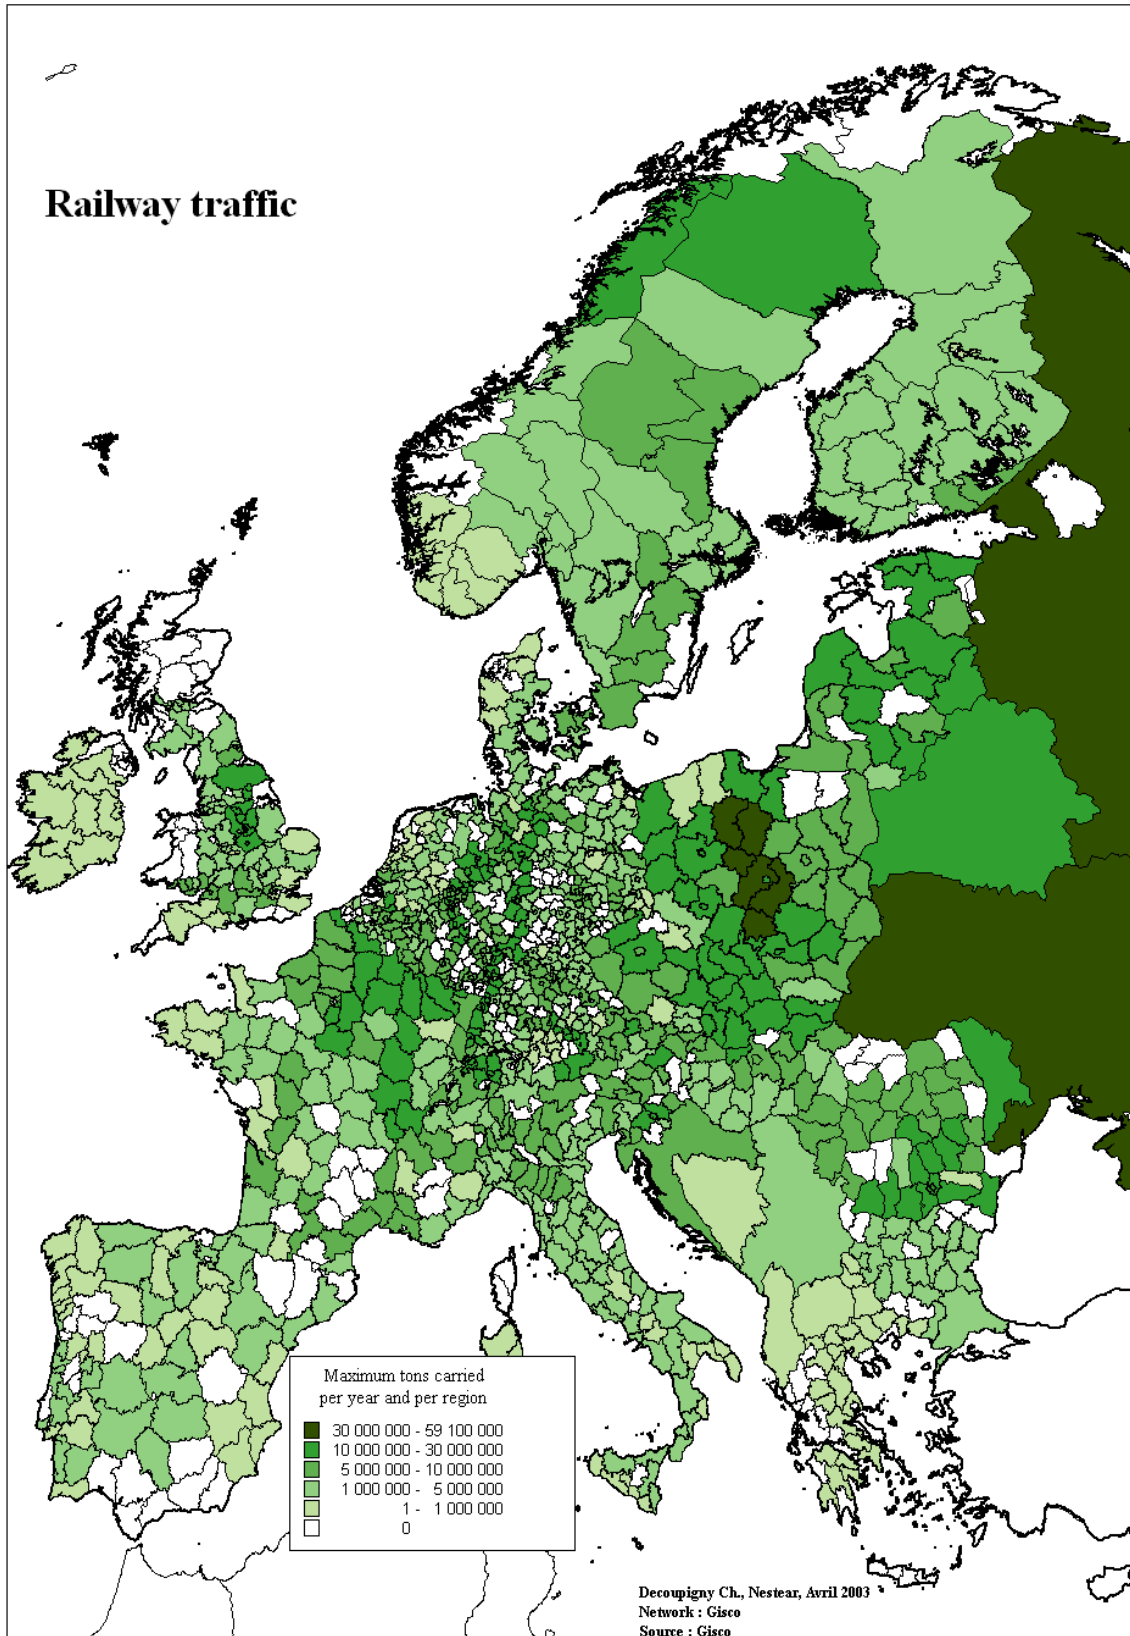 Railway traffic
Maximum tons carried
per year and per region
30 000 000 - 59 100 000
10 000 000 - 30 000 000
5 000 000 - 10 000 000
1 000 000 - 5 000 000
1 - 1 000 000
0
Decoupigny Ch., Nestear, Avril 2003
Network : Gisco
Source : Gisco